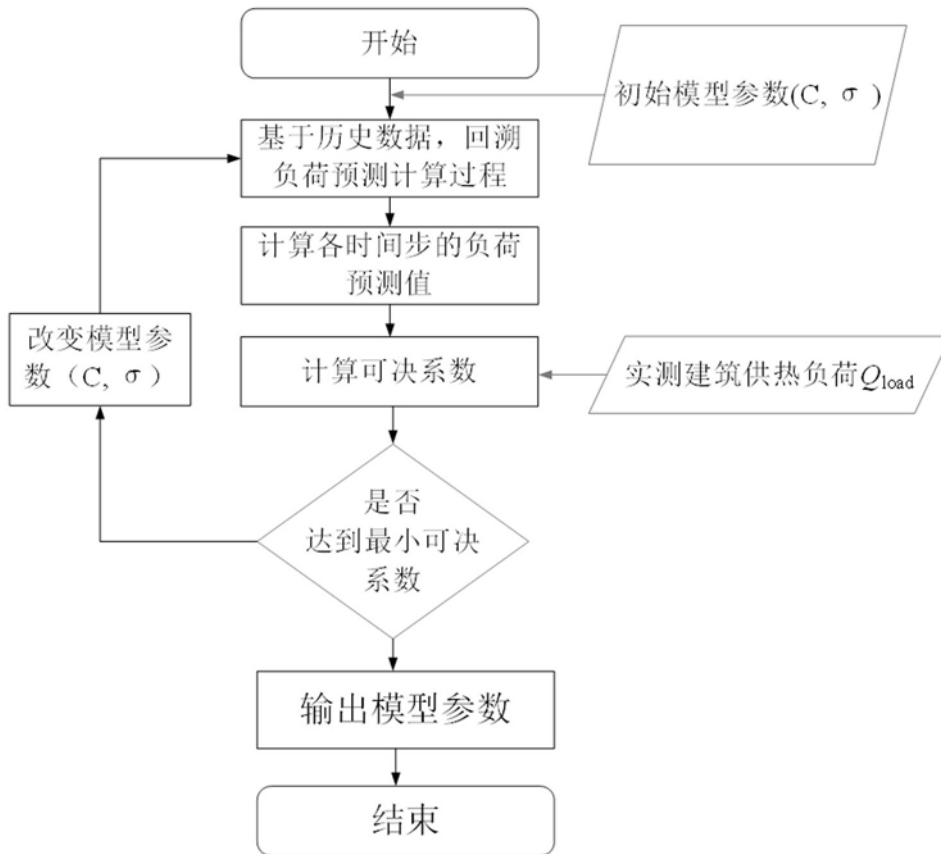 开始
初始模型参数(C, σ)
基于历史数据，回溯
负荷预测计算过程
计算各时间步的负荷
预测值
改变模型参
数（C, σ）
计算可决系数
实测建筑供热负荷Qload
是否
达到最小可决
系数
输出模型参数
结束